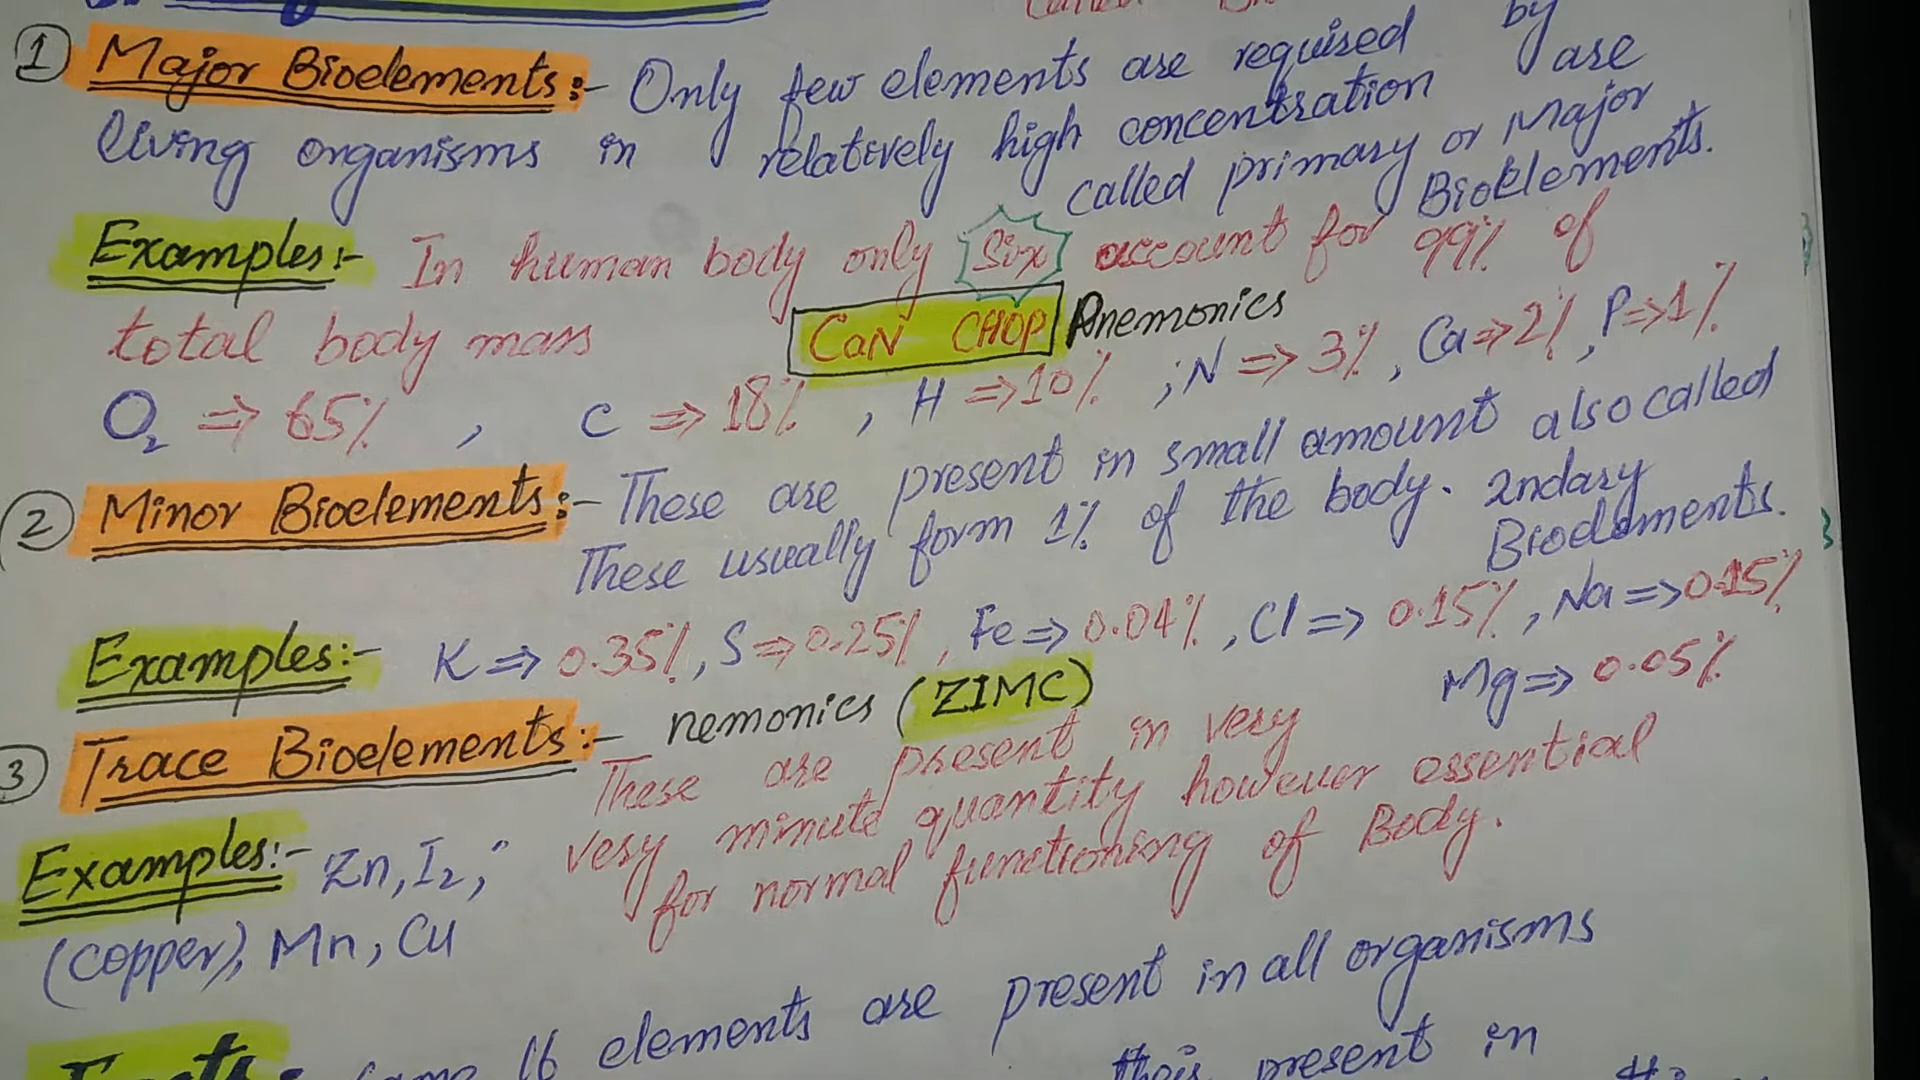 ① Major Bioelements:- Only few elements are required by
living organisms in relatively high concentration are
called primary or Major
Bioelements.
Examples:- In human body only Six account for 99% of
total body mass CaN CHOP Pnemonics
O2 ⇒ 65%, C ⇒ 18%, H ⇒ 10%, N ⇒ 3%, Ca ⇒ 2%, P ⇒ 1%
② Minor Bioelements:- These are present in small amount also called
These usually form 1% of the body. 2ndary
Bioelements.
Examples:- K ⇒ 0.35%, S ⇒ 0.25%, Fe ⇒ 0.04%, Cl ⇒ 0.15%, Na ⇒ 0.15%
Mg ⇒ 0.05%
③ Trace Bioelements:- nemonics (ZIMC)
These are present in very
very minute quantity however essential
for normal functioning of Body.
Examples:- Zn, I2,
(copper), Mn, Cu
16 elements are present in all organisms
present in